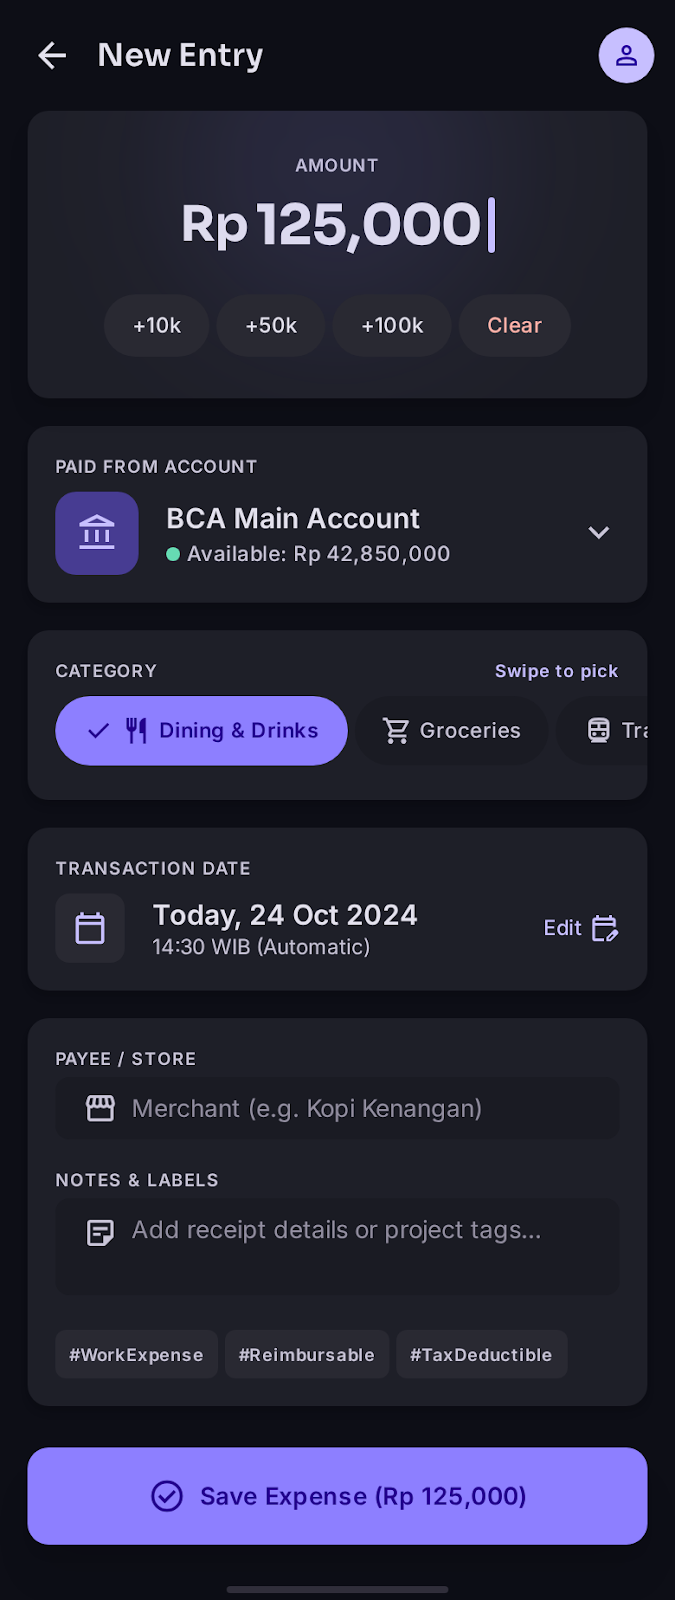 New Entry
AMOUNT
Rp 125,000
+10k +50k +100k Clear
PAID FROM ACCOUNT
BCA Main Account
Available: Rp 42,850,000
CATEGORY Swipe to pick
Dining & Drinks Groceries Tra
TRANSACTION DATE
Today, 24 Oct 2024
14:30 WIB (Automatic)
Edit
PAYEE / STORE
Merchant (e.g. Kopi Kenangan)
NOTES & LABELS
Add receipt details or project tags...
#WorkExpense #Reimbursable #TaxDeductible
Save Expense (Rp 125,000)